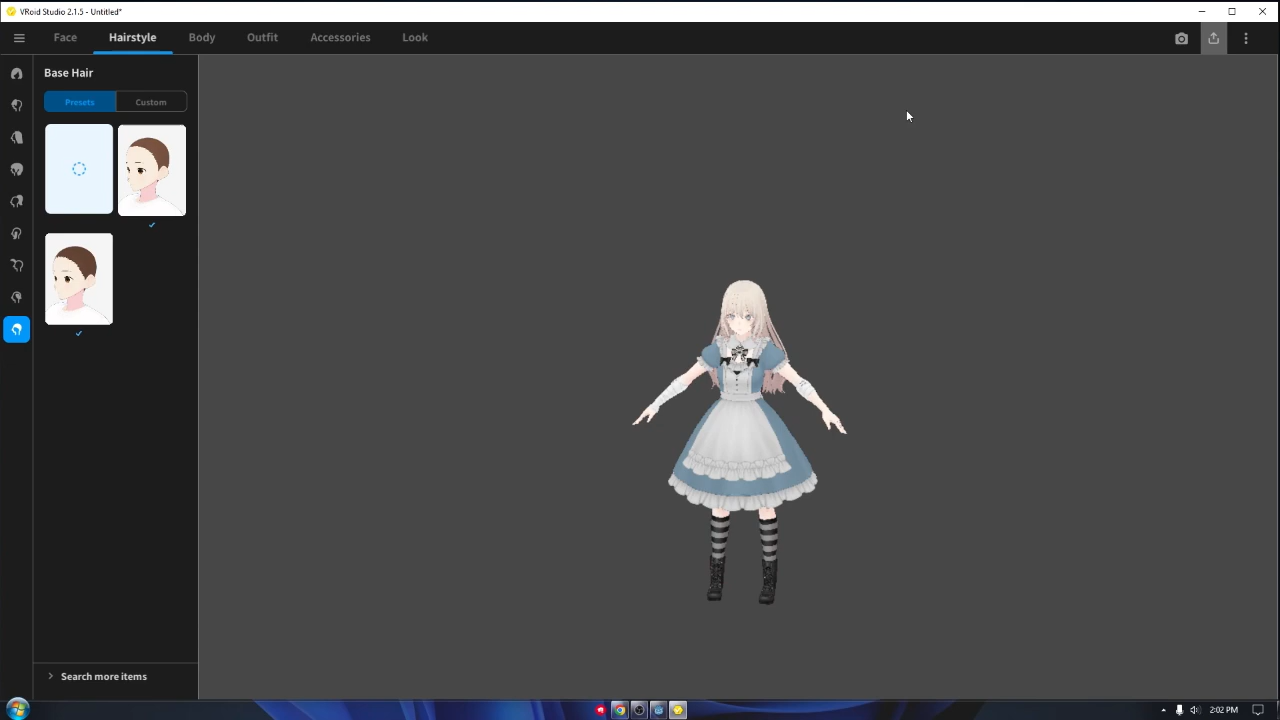 VRoid Studio 2.1.5 - Untitled*
Face Hairstyle Body Outfit Accessories Look
Base Hair
Presets Custom
Search more items
2:02 PM